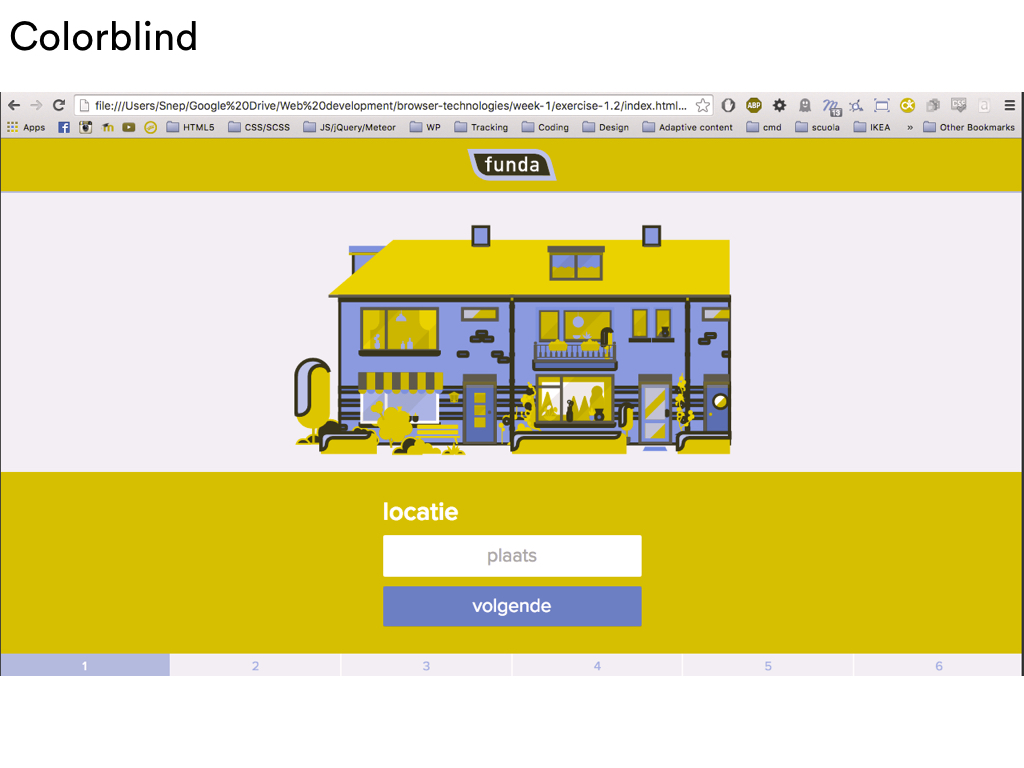 Colorblind
file:///Users/Snep/Google%20Drive/Web%20development/browser-technologies/week-1/exercise-1.2/index.html...
ABP
13
CSF
a
Apps
HTML5
CSS/SCSS
JS/jQuery/Meteor
WP
Tracking
Coding
Design
Adaptive content
cmd
scuola
IKEA
»
Other Bookmarks
funda
locatie
plaats
volgende
1 2 3 4 5 6